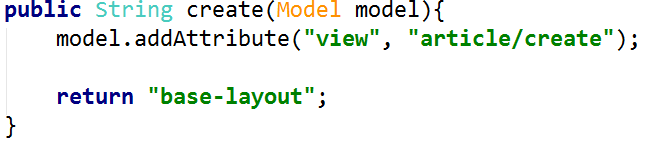 public String create(Model model){
    model.addAttribute("view", "article/create");
    return "base-layout";
}